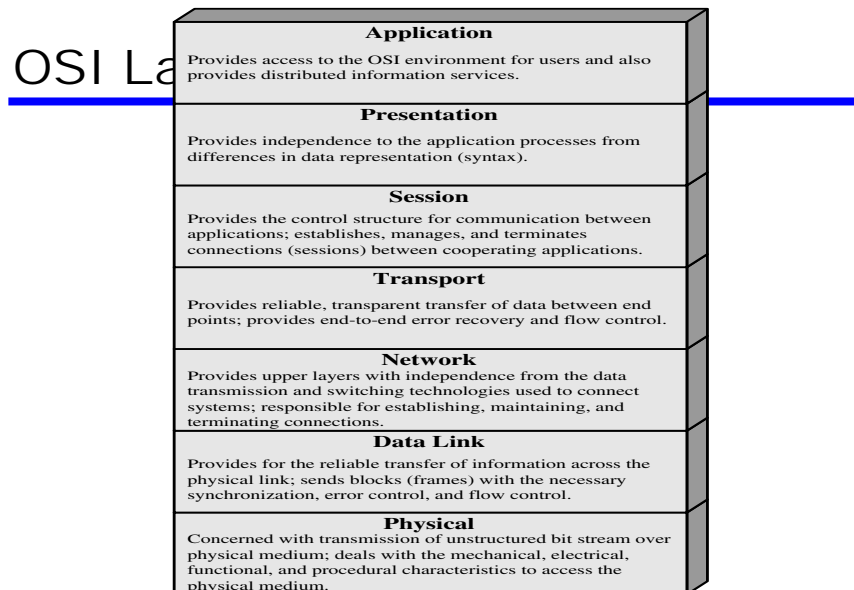 OSI La
Application
Provides access to the OSI environment for users and also
provides distributed information services.
Presentation
Provides independence to the application processes from
differences in data representation (syntax).
Session
Provides the control structure for communication between
applications; establishes, manages, and terminates
connections (sessions) between cooperating applications.
Transport
Provides reliable, transparent transfer of data between end
points; provides end-to-end error recovery and flow control.
Network
Provides upper layers with independence from the data
transmission and switching technologies used to connect
systems; responsible for establishing, maintaining, and
terminating connections.
Data Link
Provides for the reliable transfer of information across the
physical link; sends blocks (frames) with the necessary
synchronization, error control, and flow control.
Physical
Concerned with transmission of unstructured bit stream over
physical medium; deals with the mechanical, electrical,
functional, and procedural characteristics to access the
physical medium.